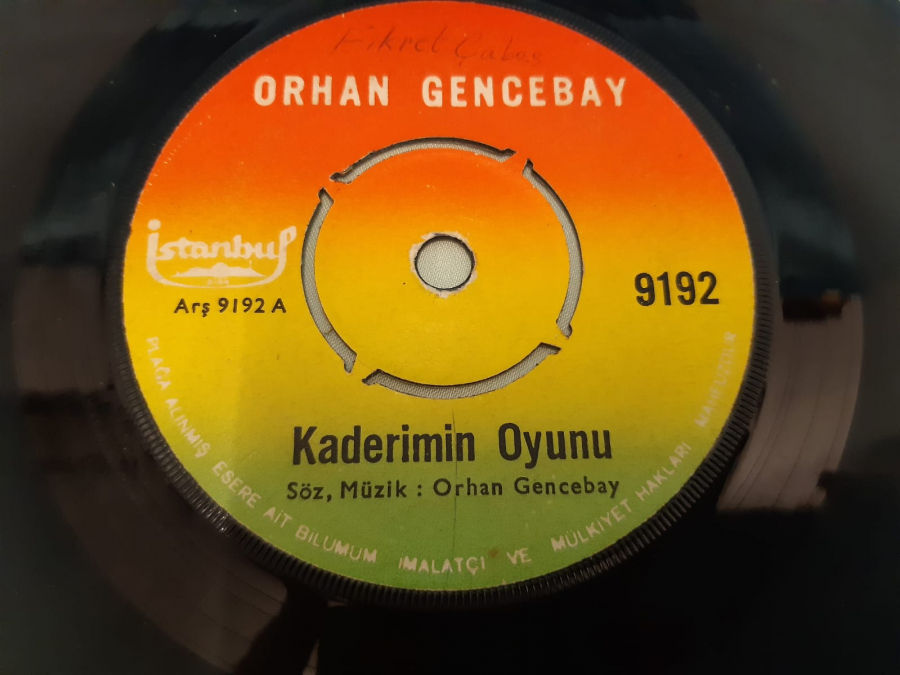 Fikret
ORHAN GENCEBAY
istanbul
Arş 9192 A
9192
Kaderimin Oyunu
Söz, Müzik : Orhan Gencebay
PLAĞA ALINMIŞ ESERE AİT BİLUMUM İMALATÇI VE MÜLKİYET HAKLARI MAHFUZDUR